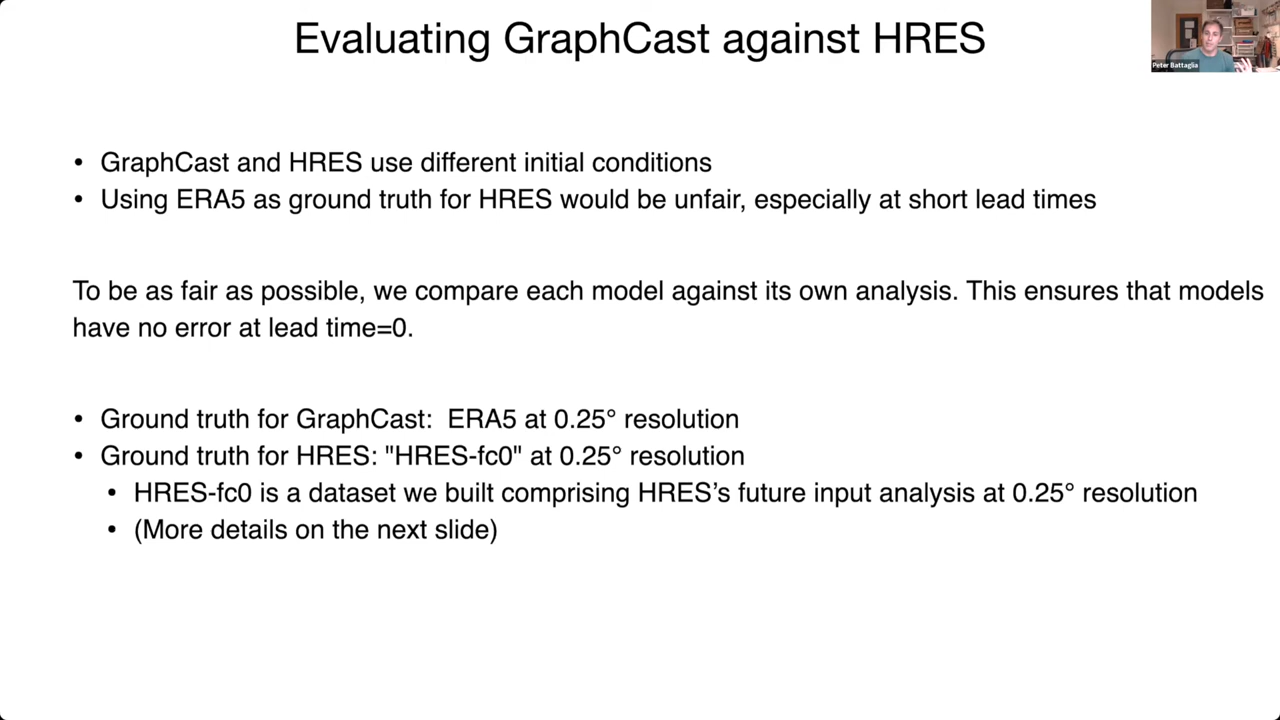 Evaluating GraphCast against HRES
Peter Battaglia
• GraphCast and HRES use different initial conditions
• Using ERA5 as ground truth for HRES would be unfair, especially at short lead times
To be as fair as possible, we compare each model against its own analysis. This ensures that models
have no error at lead time=0.
• Ground truth for GraphCast:  ERA5 at 0.25° resolution
• Ground truth for HRES: "HRES-fc0" at 0.25° resolution
• HRES-fc0 is a dataset we built comprising HRES’s future input analysis at 0.25° resolution
• (More details on the next slide)